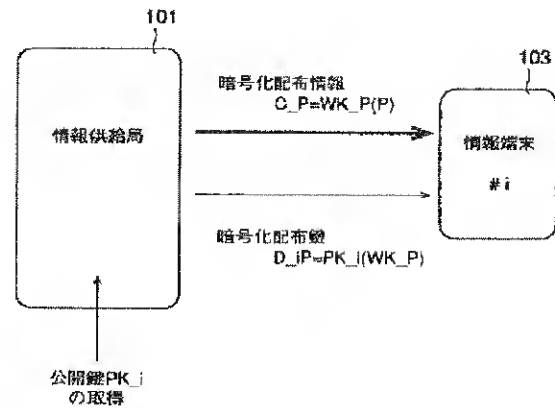 101
103
暗号化配布情報
C_P=WK_P(P)
情報供給局
情報端末
#i
暗号化配布鍵
D_iP=PK_i(WK_P)
公開鍵PK_i
の取得